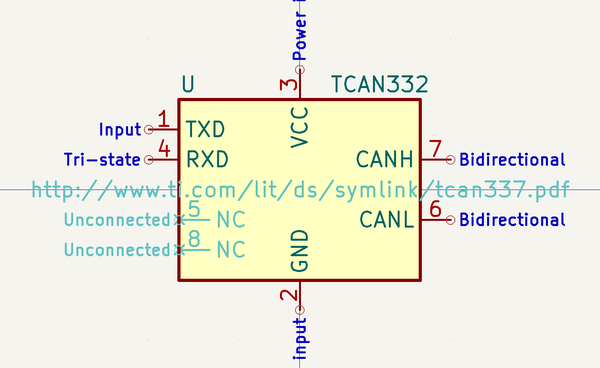 Power i
3
U
TCAN332
VCC
Input 1 TXD
Tri-state 4 RXD
CANH 7 Bidirectional
http://www.ti.com/lit/ds/symlink/tcan337.pdf
Unconnected 5 NC
CANL 6 Bidirectional
Unconnected 8 NC
GND
2
input